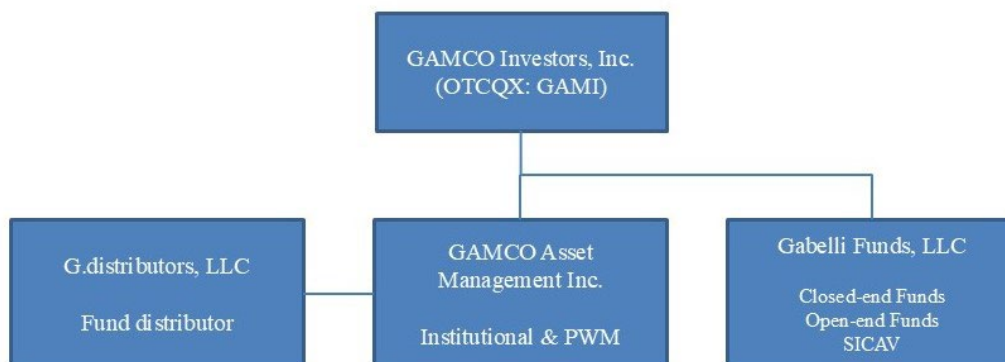 GAMCO Investors, Inc.
(OTCQX: GAMI)
G.distributors, LLC
Fund distributor
GAMCO Asset
Management Inc.
Institutional & PWM
Gabelli Funds, LLC
Closed-end Funds
Open-end Funds
SICAV